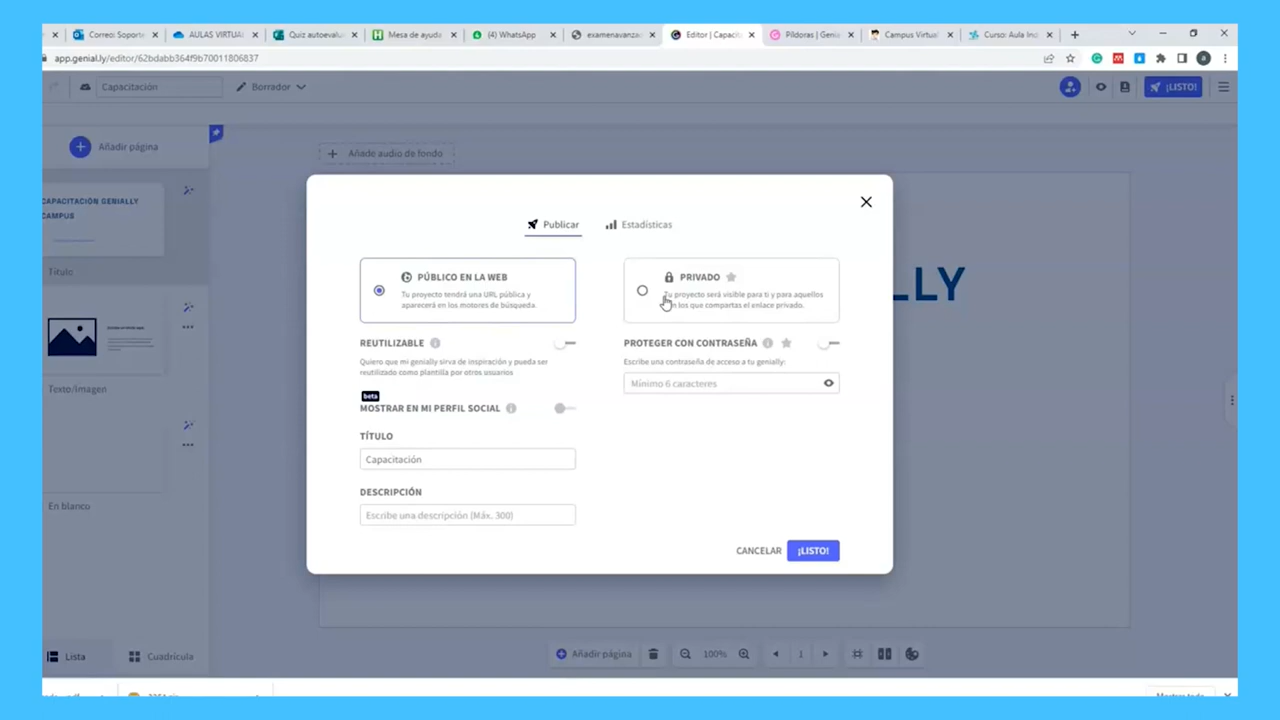 Correo: Soporte
AULAS VIRTUAL
Quiz autoevalu
Mesa de ayuda
(4) WhatsApp
examenavanza
Editor | Capacit
Píldoras | Geni
Campus Virtual
Curso: Aula Ino
app.genial.ly/editor/62bdabb364f9b70011806837
Capacitación
Borrador
¡LISTO!
Añadir página
Añade audio de fondo
CAPACITACIÓN GENIALLY
CAMPUS
Título
Texto/imagen
En blanco
LLY
Publicar
Estadísticas
PÚBLICO EN LA WEB
Tu proyecto tendrá una URL pública y
aparecerá en los motores de búsqueda.
PRIVADO
Tu proyecto será visible para ti y para aquellos
en los que compartas el enlace privado.
REUTILIZABLE
Quiero que mi genially sirva de inspiración y pueda ser
reutilizado como plantilla por otros usuarios
PROTEGER CON CONTRASEÑA
Escribe una contraseña de acceso a tu genially:
Mínimo 6 caracteres
beta
MOSTRAR EN MI PERFIL SOCIAL
TÍTULO
Capacitación
DESCRIPCIÓN
Escribe una descripción (Máx. 300)
CANCELAR
¡LISTO!
Lista
Cuadrícula
Añadir página
100%
1